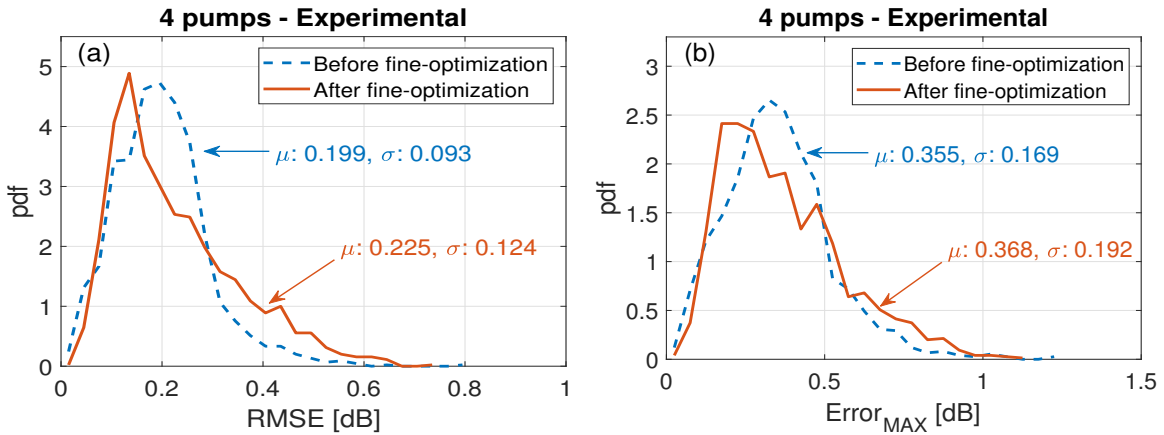 4 pumps - Experimental
(a)
Before fine-optimization
After fine-optimization
μ: 0.199, σ: 0.093
μ: 0.225, σ: 0.124
pdf
5
4
3
2
1
0
0
0.2
0.4
0.6
0.8
1
RMSE [dB]
4 pumps - Experimental
(b)
Before fine-optimization
After fine-optimization
μ: 0.355, σ: 0.169
μ: 0.368, σ: 0.192
pdf
3
2.5
2
1.5
1
0.5
0
0
0.5
1
1.5
Error_MAX [dB]